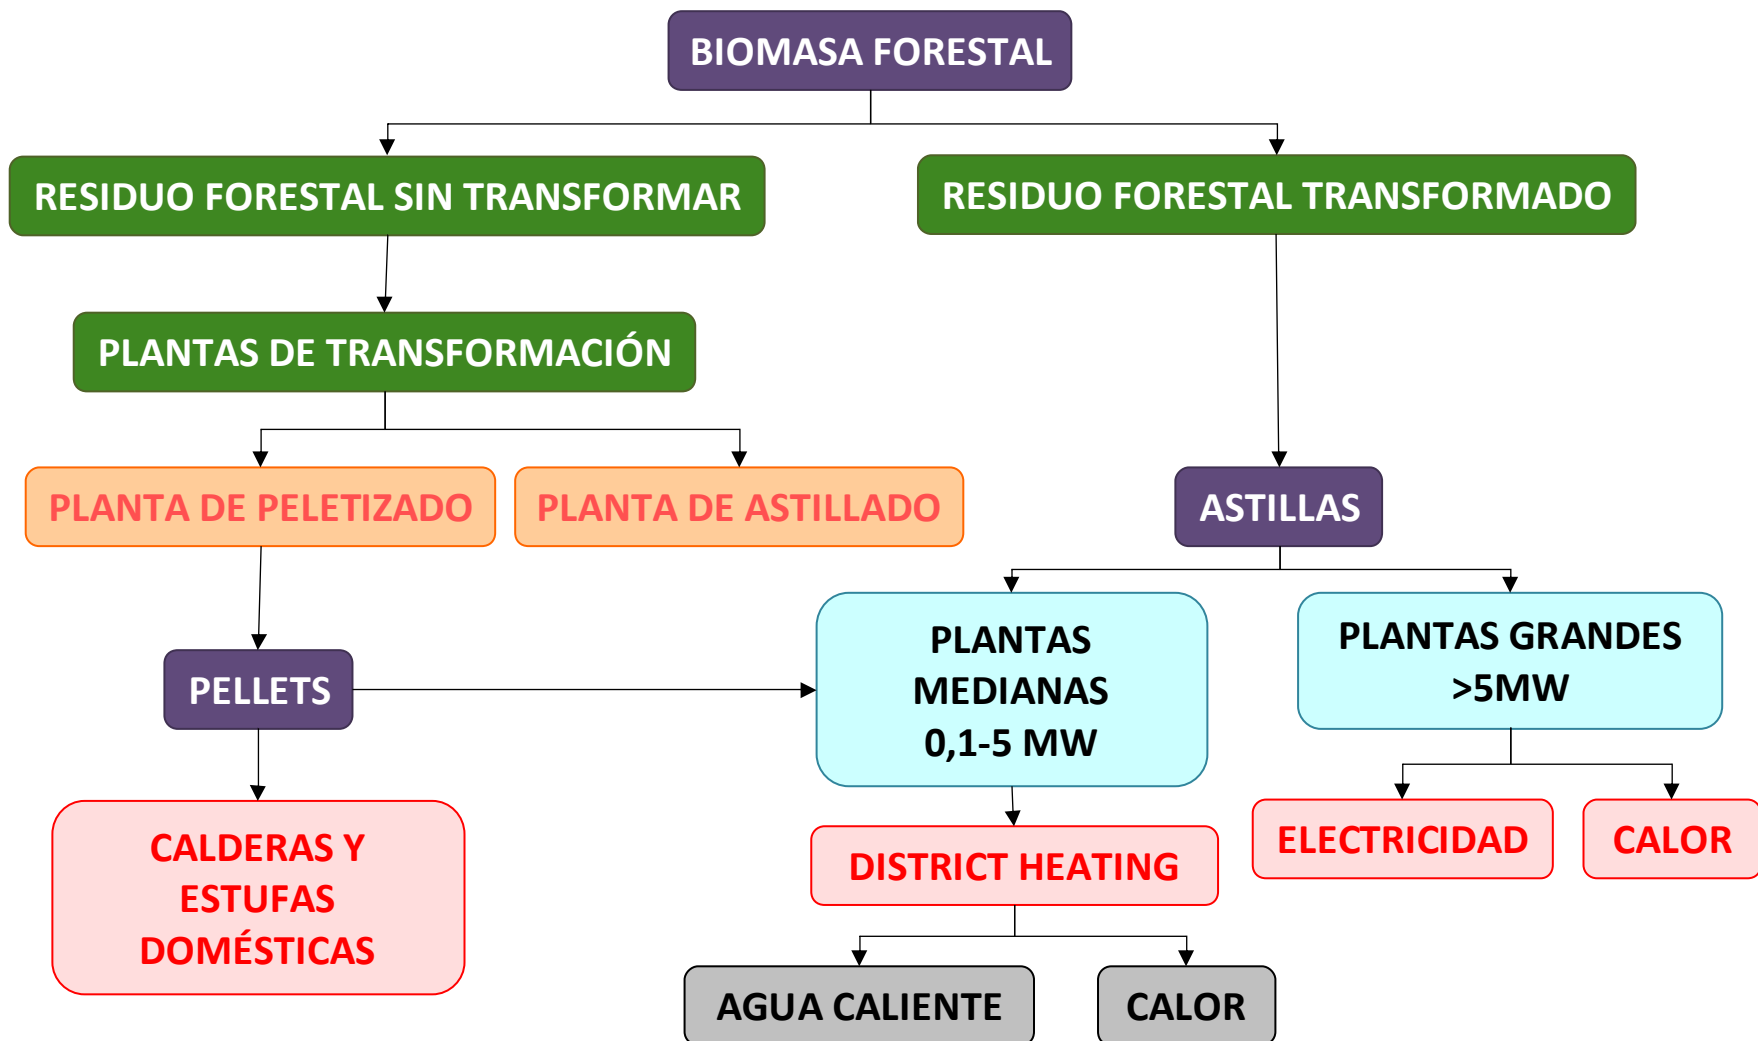 BIOMASA FORESTAL
RESIDUO FORESTAL SIN TRANSFORMAR
RESIDUO FORESTAL TRANSFORMADO
PLANTAS DE TRANSFORMACIÓN
PLANTA DE PELETIZADO
PLANTA DE ASTILLADO
ASTILLAS
PELLETS
PLANTAS
MEDIANAS
0,1-5 MW
PLANTAS GRANDES
>5MW
CALDERAS Y
ESTUFAS
DOMÉSTICAS
DISTRICT HEATING
ELECTRICIDAD
CALOR
AGUA CALIENTE
CALOR